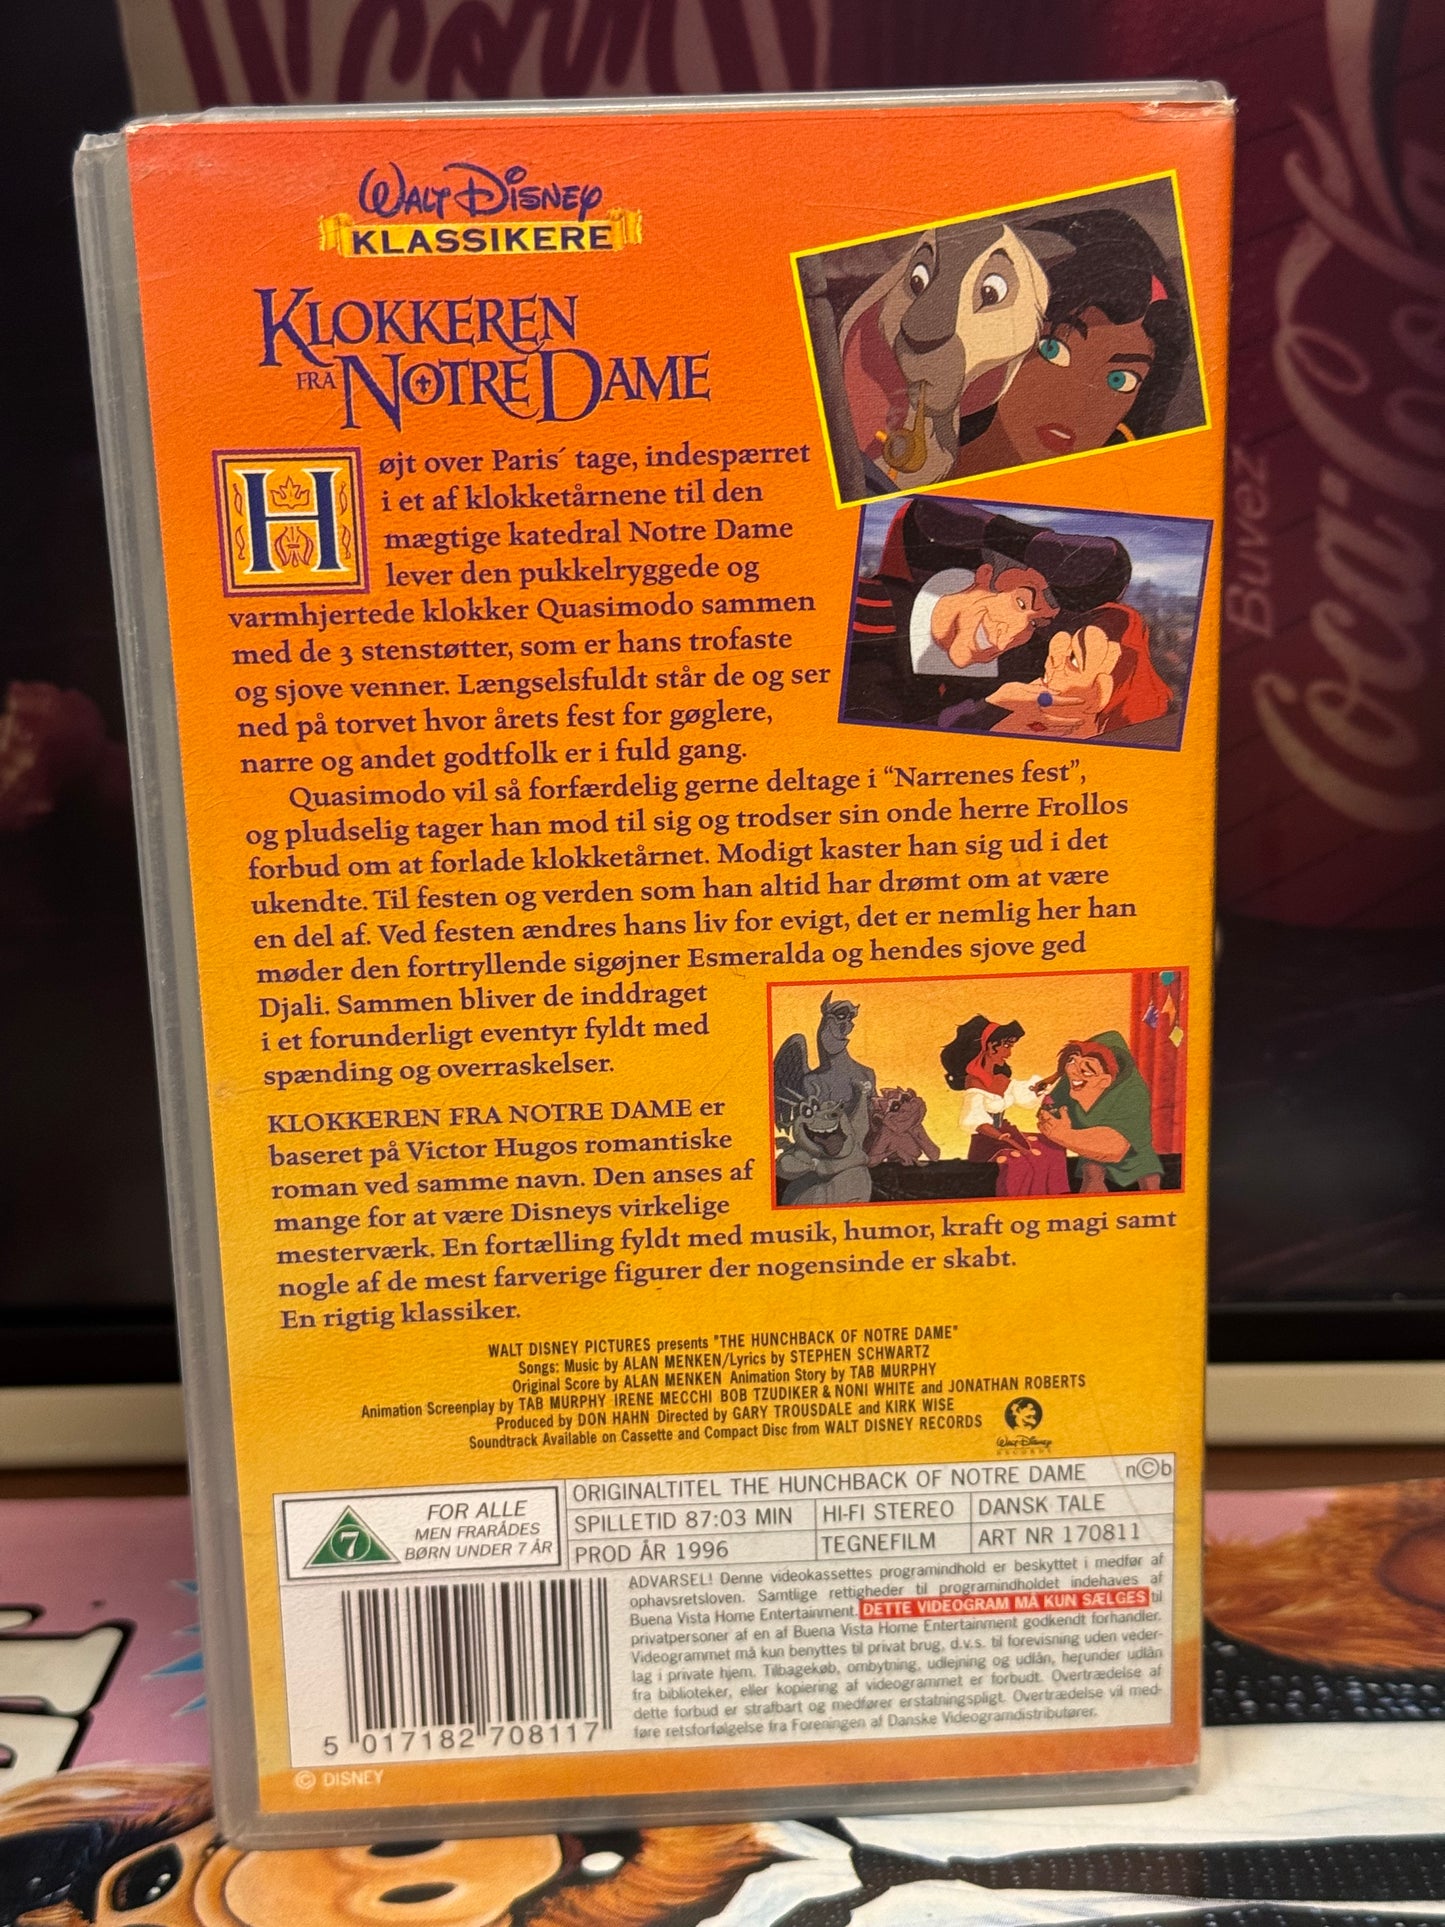 WALT DISNEY
KLASSIKERE
KLOKKEREN
FRA NOTRE DAME
Højt over Paris´ tage, indespærret
i et af klokketårnene til den
mægtige katedral Notre Dame
lever den pukkelryggede og
varmhjertede klokker Quasimodo sammen
med de 3 stenstøtter, som er hans trofaste
og sjove venner. Længselsfuldt står de og ser
ned på torvet hvor årets fest for gøglere,
narre og andet godtfolk er i fuld gang.
Quasimodo vil så forfærdelig gerne deltage i “Narrenes fest”,
og pludselig tager han mod til sig og trodser sin onde herre Frollos
forbud om at forlade klokketårnet. Modigt kaster han sig ud i det
ukendte. Til festen og verden som han altid har drømt om at være
en del af. Ved festen ændres hans liv for evigt, det er nemlig her han
møder den fortryllende sigøjner Esmeralda og hendes sjove ged
Djali. Sammen bliver de inddraget
i et forunderligt eventyr fyldt med
spænding og overraskelser.
KLOKKEREN FRA NOTRE DAME er
baseret på Victor Hugos romantiske
roman ved samme navn. Den anses af
mange for at være Disneys virkelige
mesterværk. En fortælling fyldt med musik, humor, kraft og magi samt
nogle af de mest farverige figurer der nogensinde er skabt.
En rigtig klassiker.
WALT DISNEY PICTURES presents "THE HUNCHBACK OF NOTRE DAME"
Songs: Music by ALAN MENKEN/Lyrics by STEPHEN SCHWARTZ
Original Score by ALAN MENKEN Animation Story by TAB MURPHY
Animation Screenplay by TAB MURPHY IRENE MECCHI BOB TZUDIKER & NONI WHITE and JONATHAN ROBERTS
Produced by DON HAHN Directed by GARY TROUSDALE and KIRK WISE
Soundtrack Available on Cassette and Compact Disc from WALT DISNEY RECORDS
Walt Disney
RECORDS
ORIGINALTITEL THE HUNCHBACK OF NOTRE DAME n©b
SPILLETID 87:03 MIN HI-FI STEREO DANSK TALE
PROD ÅR 1996 TEGNEFILM ART NR 170811
7
FOR ALLE
MEN FRARÅDES
BØRN UNDER 7 ÅR
ADVARSEL! Denne videokassettes programindhold er beskyttet i medfør af
ophavsretsloven. Samtlige rettigheder til programindholdet indehaves af
Buena Vista Home Entertainment. DETTE VIDEOGRAM MÅ KUN SÆLGES til
privatpersoner af en af Buena Vista Home Entertainment godkendt forhandler.
Videogrammet må kun benyttes til privat brug, d.v.s. til forevisning uden veder-
lag i private hjem. Tilbagekøb, ombytning, udlejning og udlån, herunder udlån
fra biblioteker, eller kopiering af videogrammet er forbudt. Overtrædelse af
dette forbud er strafbart og medfører erstatningspligt. Overtrædelse vil med-
føre retsforfølgelse fra Foreningen af Danske Videogramdistributører.
5 017182 708117
© DISNEY
Buvez
Coca-Cola